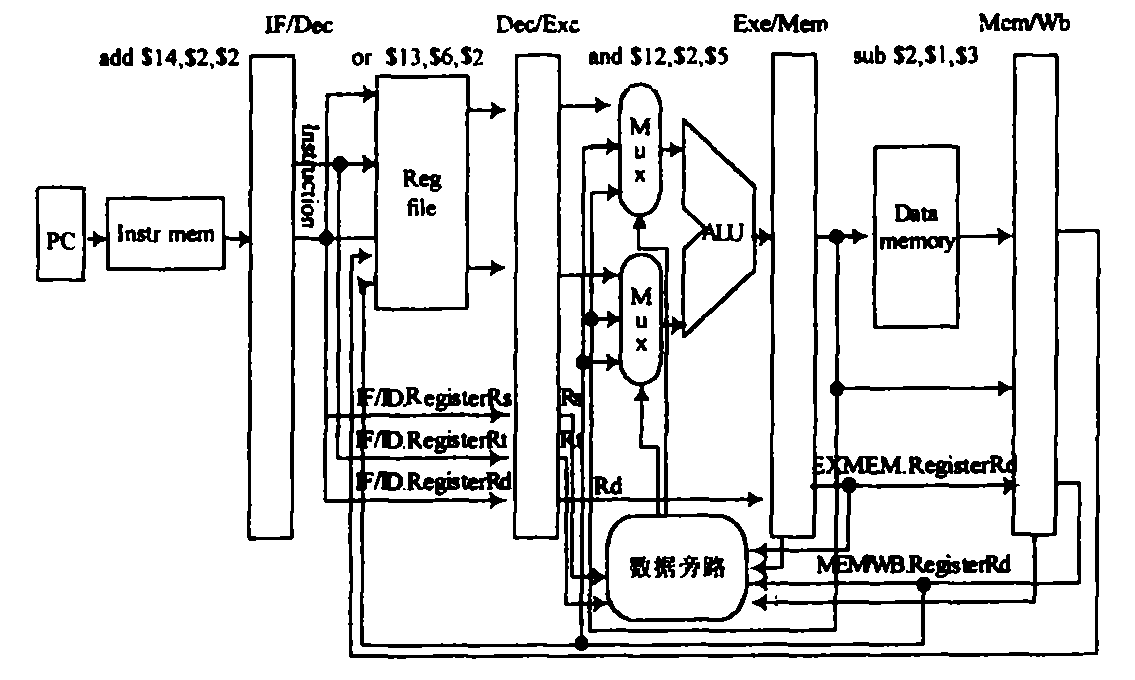 IF/Dec
Dec/Exc
Exe/Mem
Mem/Wb
add $14,$2,$2
or $13,$6,$2
and $12,$2,$5
sub $2,$1,$3
Instruction
Mux
Reg
file
PC
Instr mem
ALU
Data
memory
Mux
IF/ID.RegisterRs
Rs
IF/ID.RegisterRt
Rt
IF/ID.RegisterRd
Rd
EXMEM.RegisterRd
数据旁路
MEM/WB.RegisterRd